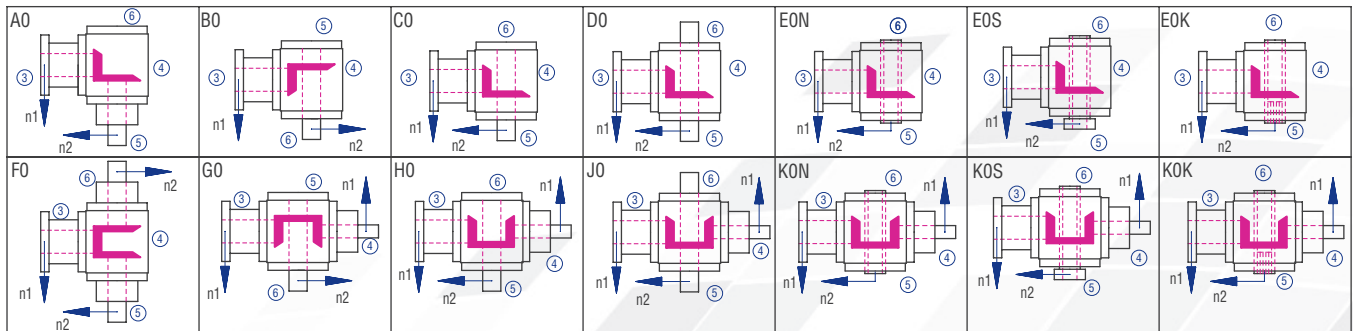 A0 ⑥ ③ ④ n1 n2 ⑤
B0 ⑤ ③ ④ n1 ⑥ n2
C0 ⑥ ③ ④ n1 n2 ⑤
D0 ⑥ ③ ④ n1 n2 ⑤
E0N ⑥ ③ ④ n1 n2 ⑤
E0S ⑥ ③ ④ n1 n2 ⑤
E0K ⑥ ③ ④ n1 n2 ⑤
F0 ⑥ n2 ③ ④ n1 n2 ⑤
G0 ⑤ n1 ③ ④ n1 ⑥ n2
H0 ⑥ n1 ③ ④ n1 n2 ⑤
J0 ⑥ n1 ③ ④ n1 n2 ⑤
K0N ⑥ n1 ③ ④ n1 n2 ⑤
K0S ⑥ n1 ③ ④ n1 n2 ⑤
K0K ⑥ n1 ③ ④ n1 n2 ⑤